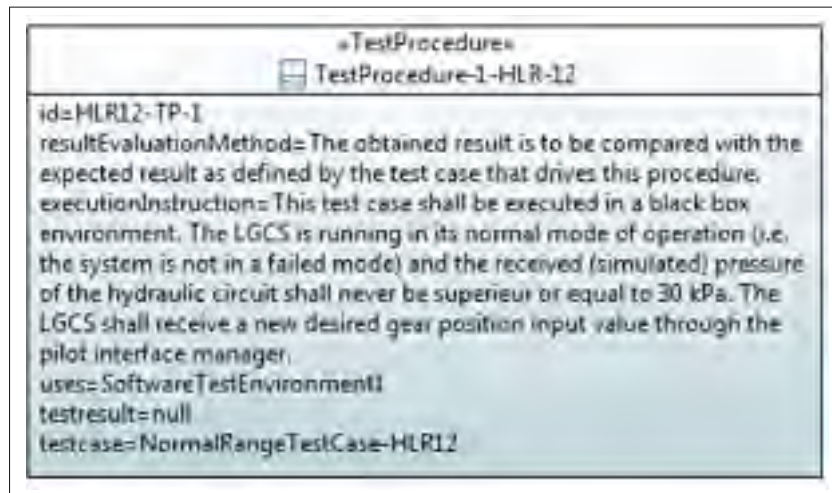 «TestProcedure»
TestProcedure-1-HLR-12
id=HLR12-TP-1
resultEvaluationMethod=The obtained result is to be compared with the
expected result as defined by the test case that drives this procedure.
executionInstruction=This test case shall be executed in a black box
environment. The LGCS is running in its normal mode of operation (i.e.
the system is not in a failed mode) and the received (simulated) pressure
of the hydraulic circuit shall never be superieur or equal to 30 kPa. The
LGCS shall receive a new desired gear position input value through the
pilot interface manager.
uses=SoftwareTestEnvironment1
testresult=null
testcase=NormalRangeTestCase-HLR12